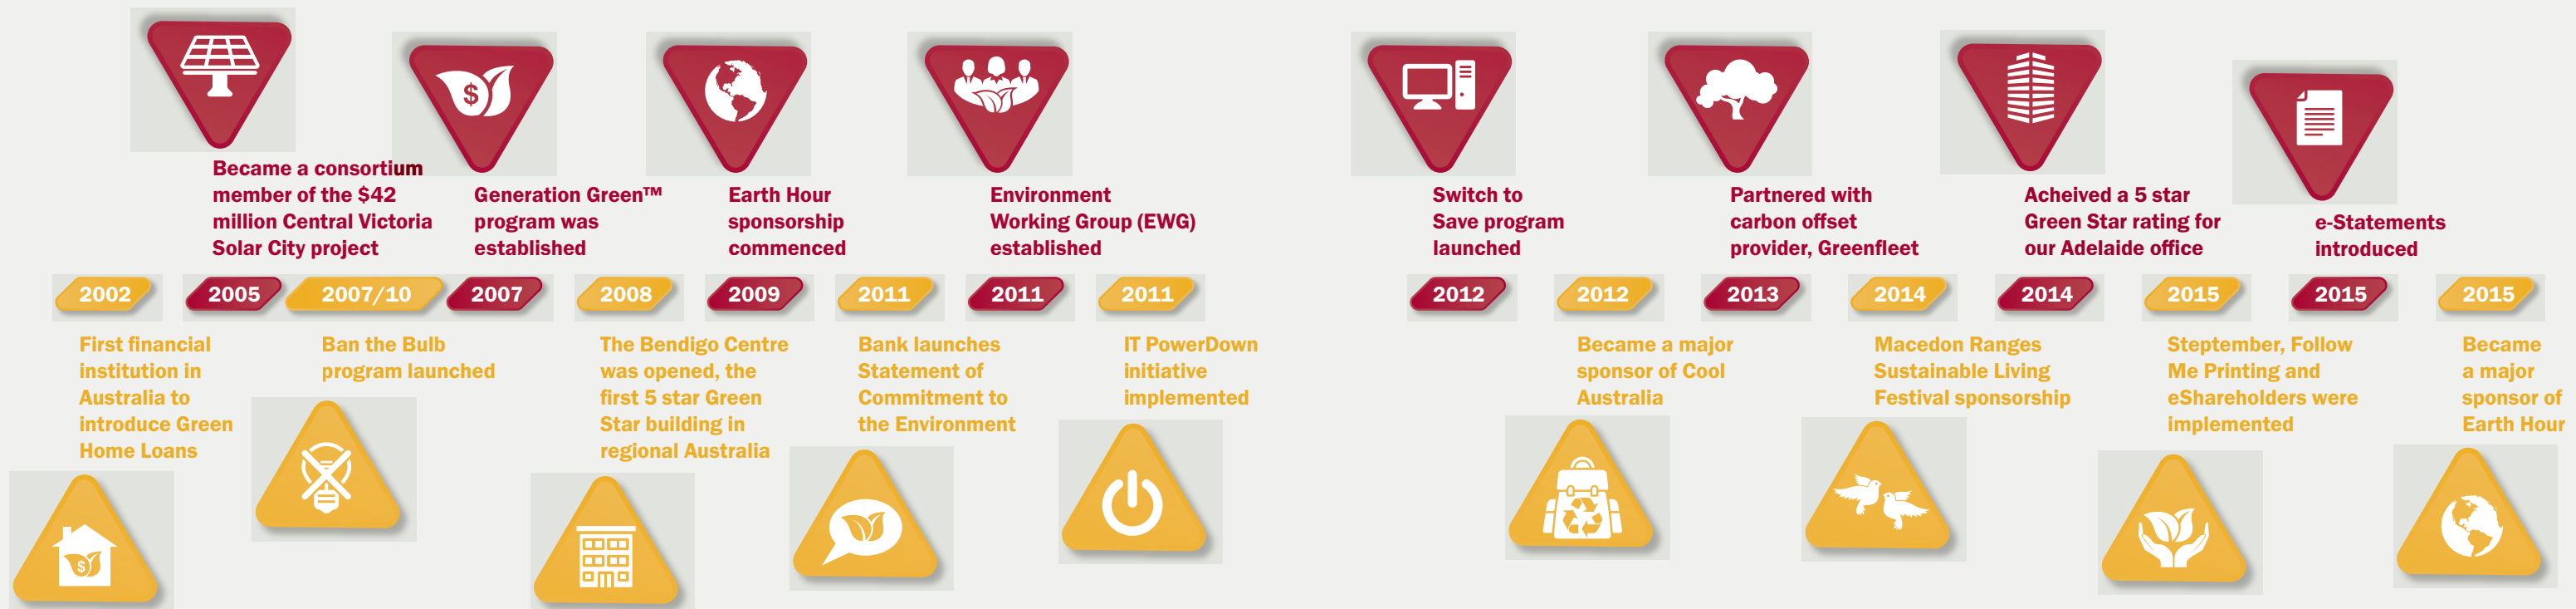 Became a consortium
member of the $42
million Central Victoria
Solar City project
Generation Green™
program was
established
Earth Hour
sponsorship
commenced
Environment
Working Group (EWG)
established
Switch to
Save program
launched
Partnered with
carbon offset
provider, Greenfleet
Acheived a 5 star
Green Star rating for
our Adelaide office
e-Statements
introduced
2002
2005
2007/10
2007
2008
2009
2011
2011
2011
2012
2012
2013
2014
2014
2015
2015
2015
First financial
institution in
Australia to
introduce Green
Home Loans
Ban the Bulb
program launched
The Bendigo Centre
was opened, the
first 5 star Green
Star building in
regional Australia
Bank launches
Statement of
Commitment to
the Environment
IT PowerDown
initiative
implemented
Became a major
sponsor of Cool
Australia
Macedon Ranges
Sustainable Living
Festival sponsorship
Steptember, Follow
Me Printing and
eShareholders were
implemented
Became
a major
sponsor of
Earth Hour
$
$